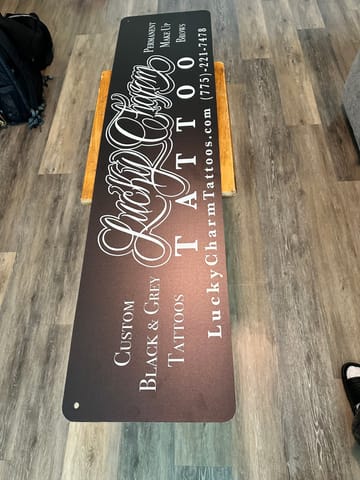 Custom
Black & Grey
Tattoos
Lucky Charm
TATTOO
LuckyCharmTattoos.com (775)-221-7478
Permanent
Make Up
Brows